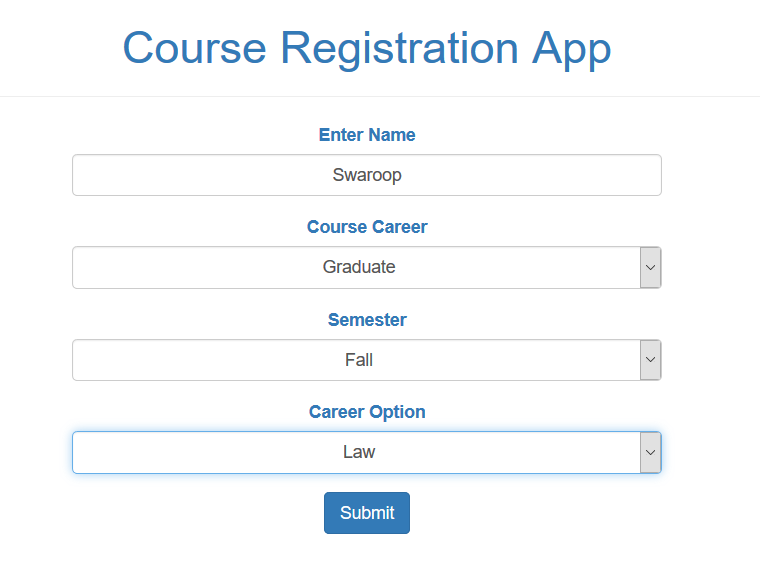 Course Registration App
Enter Name
Swaroop
Course Career
Graduate
Semester
Fall
Career Option
Law
Submit